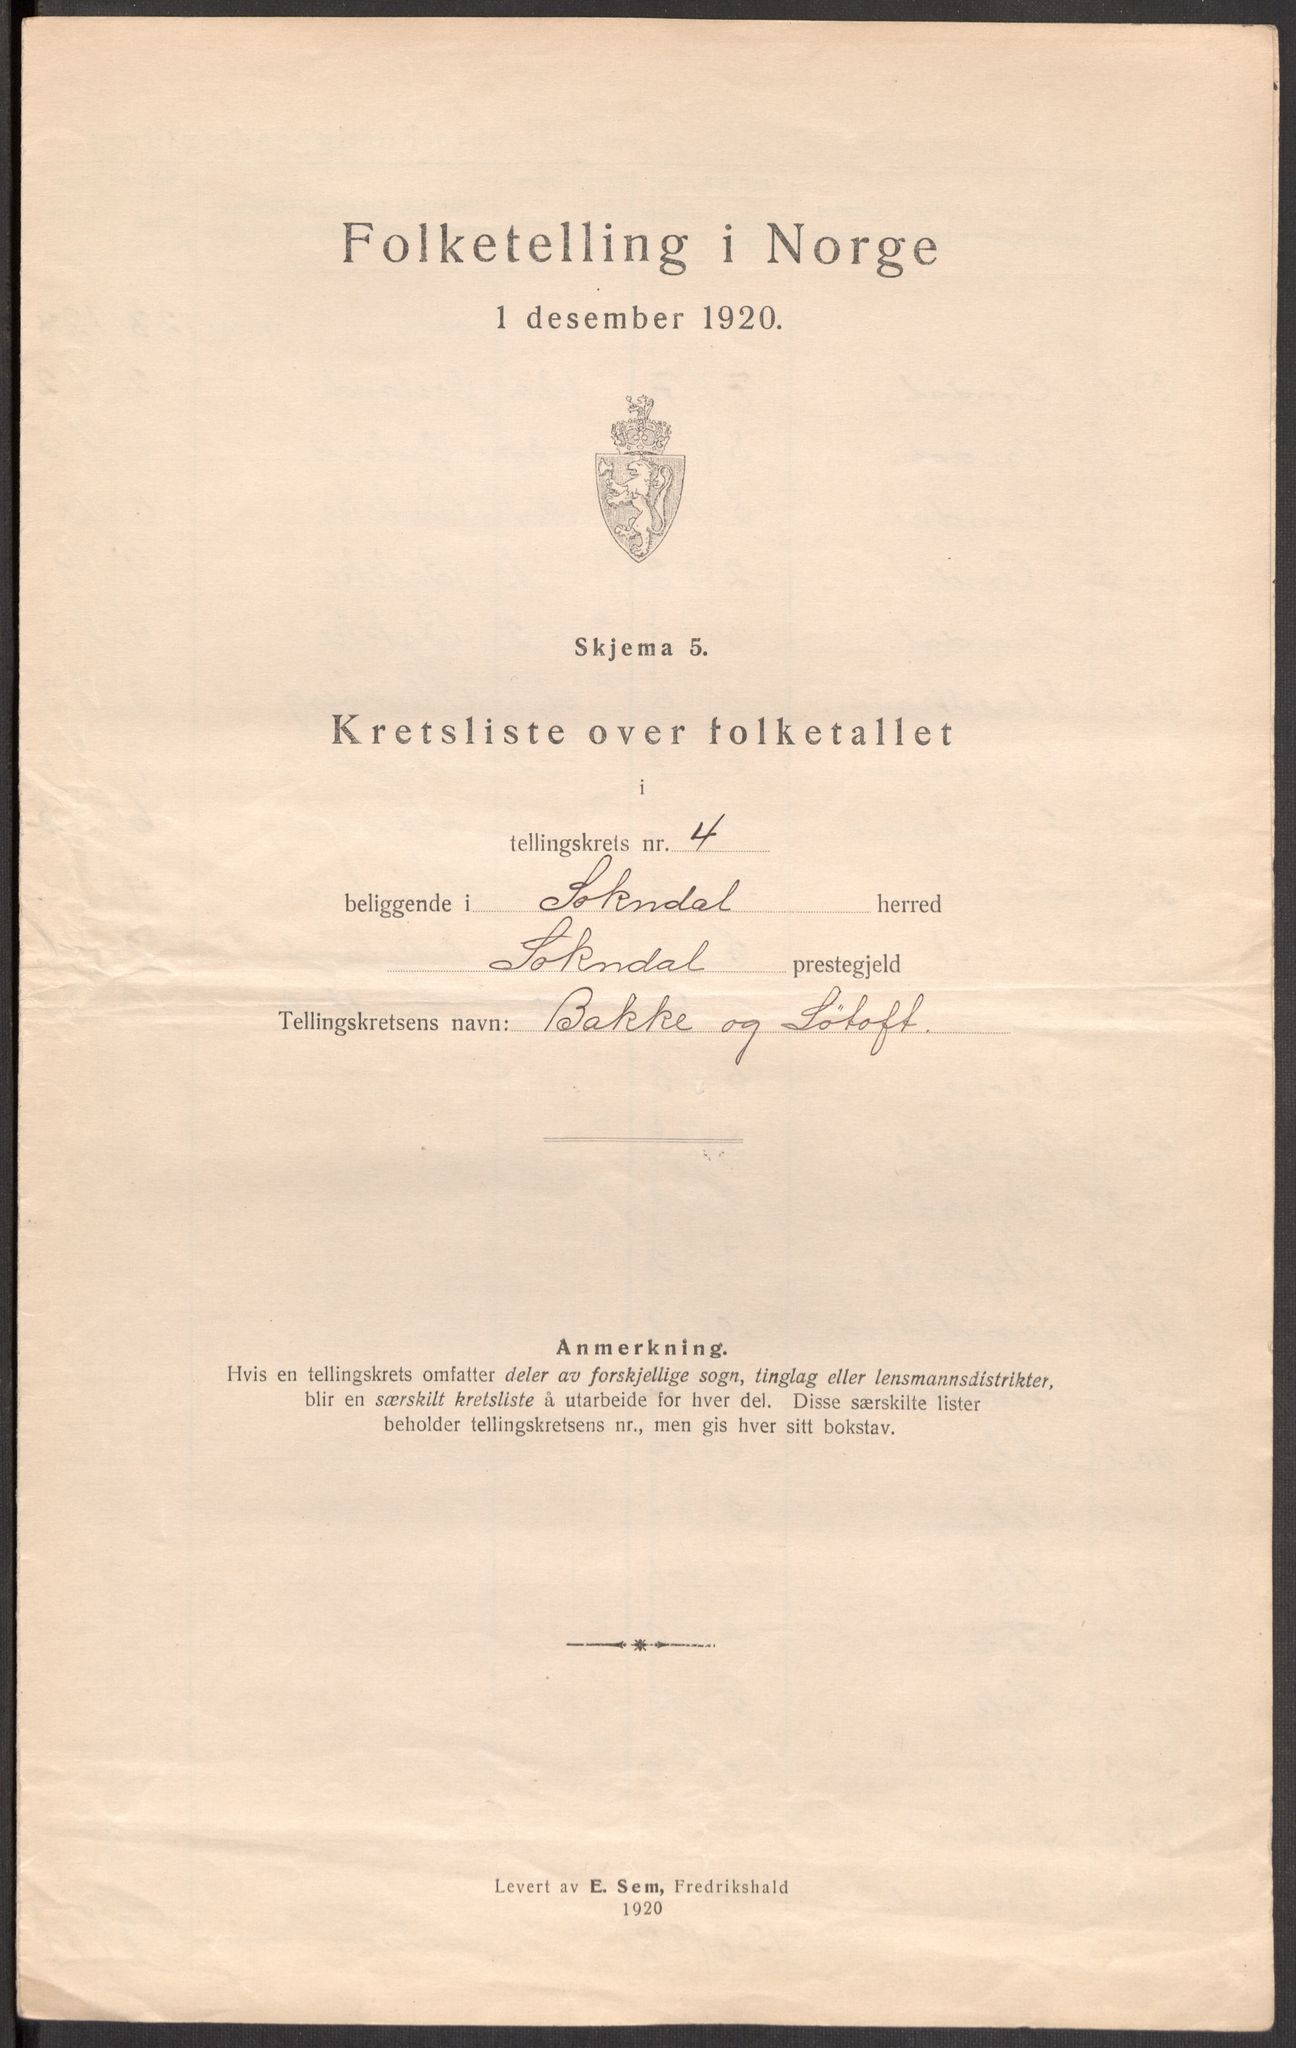 Folketelling i Norge
1 desember 1920.
Skjema 5.
Kretsliste over folketallet
i
tellingskrets nr. 4
beliggende i Sokndal herred
Sokndal prestegjeld
Tellingskretsens navn: Bakke og Løtoft.
Anmerkning.
Hvis en tellingskrets omfatter deler av forskjellige sogn, tinglag eller lensmannsdistrikter,
blir en særskilt kretsliste å utarbeide for hver del. Disse særskilte lister
beholder tellingskretsens nr., men gis hver sitt bokstav.
Levert av E. Sem, Fredrikshald
1920